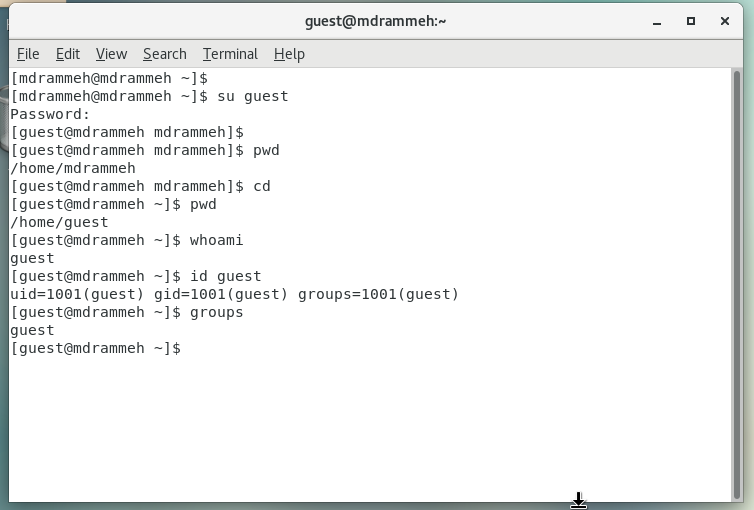 guest@mdrammeh:~
File Edit View Search Terminal Help
[mdrammeh@mdrammeh ~]$
[mdrammeh@mdrammeh ~]$ su guest
Password:
[guest@mdrammeh mdrammeh]$
[guest@mdrammeh mdrammeh]$ pwd
/home/mdrammeh
[guest@mdrammeh mdrammeh]$ cd
[guest@mdrammeh ~]$ pwd
/home/guest
[guest@mdrammeh ~]$ whoami
guest
[guest@mdrammeh ~]$ id guest
uid=1001(guest) gid=1001(guest) groups=1001(guest)
[guest@mdrammeh ~]$ groups
guest
[guest@mdrammeh ~]$